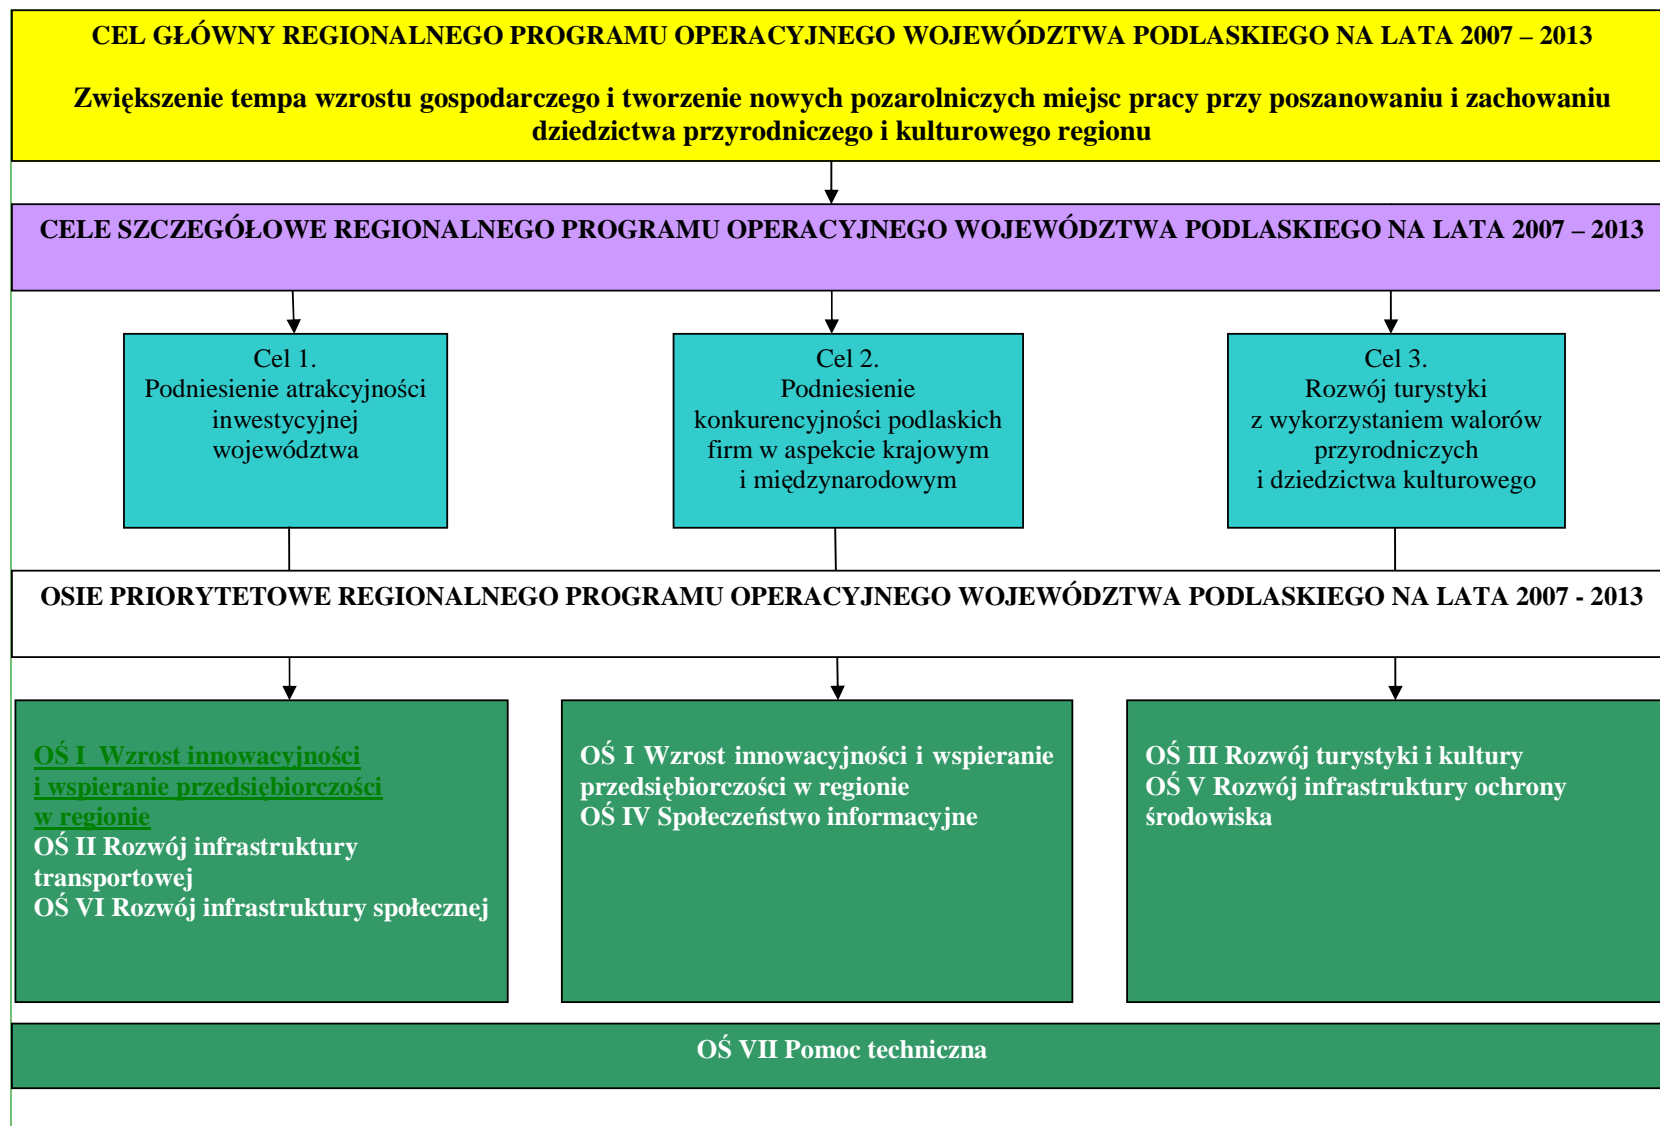 CEL GŁÓWNY REGIONALNEGO PROGRAMU OPERACYJNEGO WOJEWÓDZTWA PODLASKIEGO NA LATA 2007 – 2013
Zwiększenie tempa wzrostu gospodarczego i tworzenie nowych pozarolniczych miejsc pracy przy poszanowaniu i zachowaniu
dziedzictwa przyrodniczego i kulturowego regionu
CELE SZCZEGÓŁOWE REGIONALNEGO PROGRAMU OPERACYJNEGO WOJEWÓDZTWA PODLASKIEGO NA LATA 2007 – 2013
Cel 1.
Podniesienie atrakcyjności
inwestycyjnej
województwa
Cel 2.
Podniesienie
konkurencyjności podlaskich
firm w aspekcie krajowym
i międzynarodowym
Cel 3.
Rozwój turystyki
z wykorzystaniem walorów
przyrodniczych
i dziedzictwa kulturowego
OSIE PRIORYTETOWE REGIONALNEGO PROGRAMU OPERACYJNEGO WOJEWÓDZTWA PODLASKIEGO NA LATA 2007 - 2013
OŚ I Wzrost innowacyjności
i wspieranie przedsiębiorczości
w regionie
OŚ II Rozwój infrastruktury
transportowej
OŚ VI Rozwój infrastruktury społecznej
OŚ I Wzrost innowacyjności i wspieranie
przedsiębiorczości w regionie
OŚ IV Społeczeństwo informacyjne
OŚ III Rozwój turystyki i kultury
OŚ V Rozwój infrastruktury ochrony
środowiska
OŚ VII Pomoc techniczna